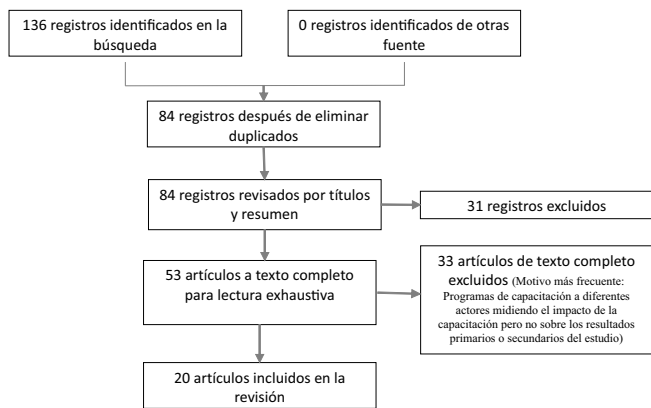 136 registros identificados en la
búsqueda
0 registros identificados de otras
fuente
84 registros después de eliminar
duplicados
84 registros revisados por títulos
y resumen
31 registros excluidos
53 artículos a texto completo
para lectura exhaustiva
33 artículos de texto completo
excluidos (Motivo más frecuente:
Programas de capacitación a diferentes
actores midiendo el impacto de la
capacitación pero no sobre los resultados
primarios o secundarios del estudio)
20 artículos incluidos en la
revisión